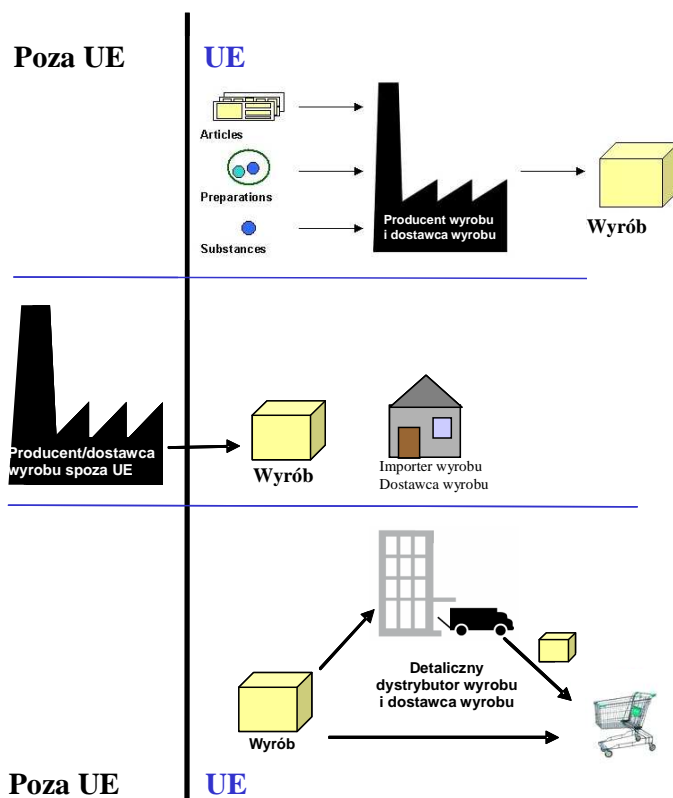 Poza UE
UE
Articles
Preparations
Substances
Producent wyrobu
i dostawca wyrobu
Wyrób
Producent/dostawca
wyrobu spoza UE
Wyrób
Importer wyrobu
Dostawca wyrobu
Detaliczny
dystrybutor wyrobu
i dostawca wyrobu
Wyrób
Poza UE
UE